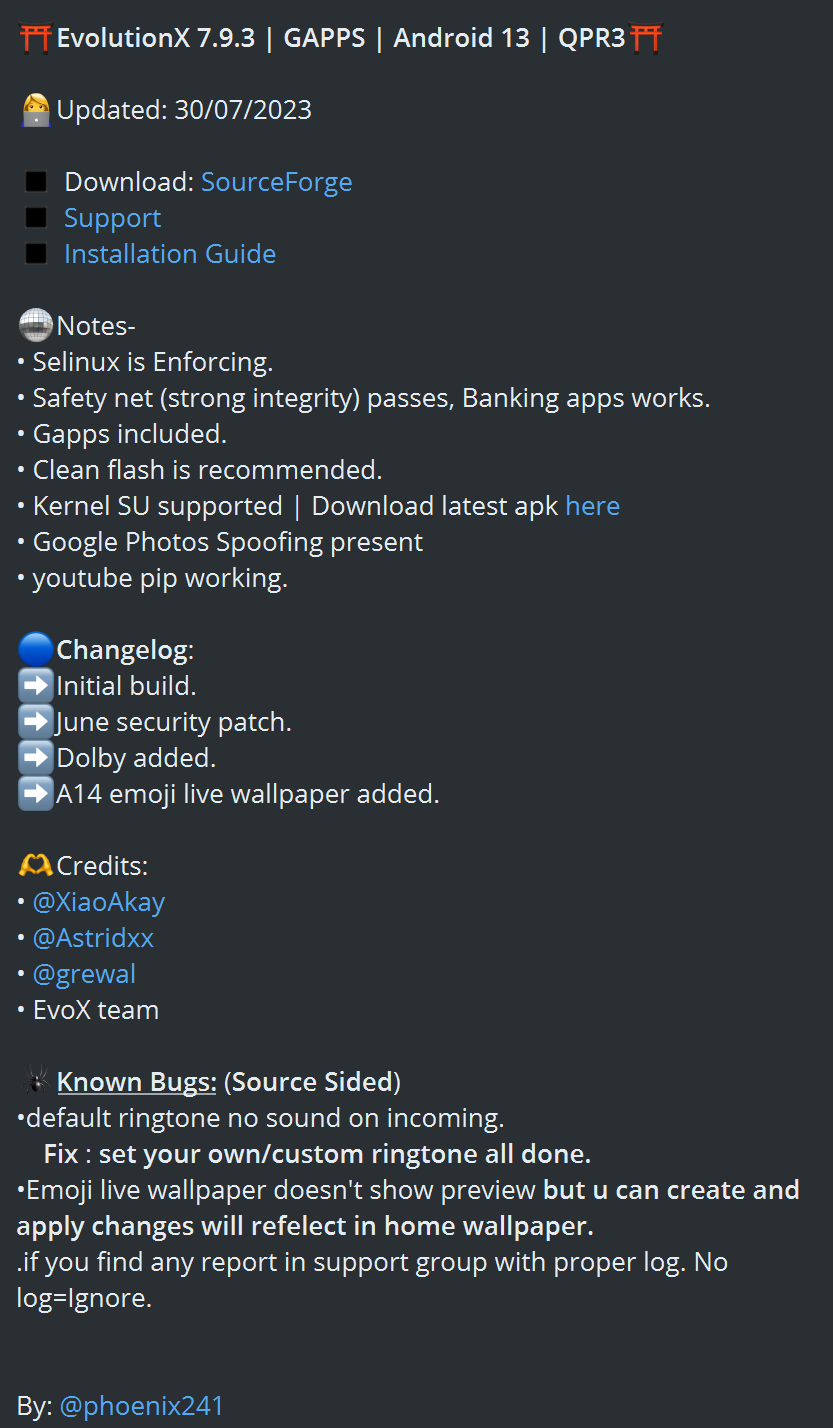 ⛩️EvolutionX 7.9.3 | GAPPS | Android 13 | QPR3⛩️
👩‍💻Updated: 30/07/2023
◾ Download: SourceForge
◾ Support
◾ Installation Guide
🪩Notes-
• Selinux is Enforcing.
• Safety net (strong integrity) passes, Banking apps works.
• Gapps included.
• Clean flash is recommended.
• Kernel SU supported | Download latest apk here
• Google Photos Spoofing present
• youtube pip working.
🔵Changelog:
➡️Initial build.
➡️June security patch.
➡️Dolby added.
➡️A14 emoji live wallpaper added.
🫶Credits:
• @XiaoAkay
• @Astridxx
• @grewal
• EvoX team
🕷Known Bugs: (Source Sided)
•default ringtone no sound on incoming.
Fix : set your own/custom ringtone all done.
•Emoji live wallpaper doesn't show preview but u can create and
apply changes will refelect in home wallpaper.
.if you find any report in support group with proper log. No
log=Ignore.
By: @phoenix241